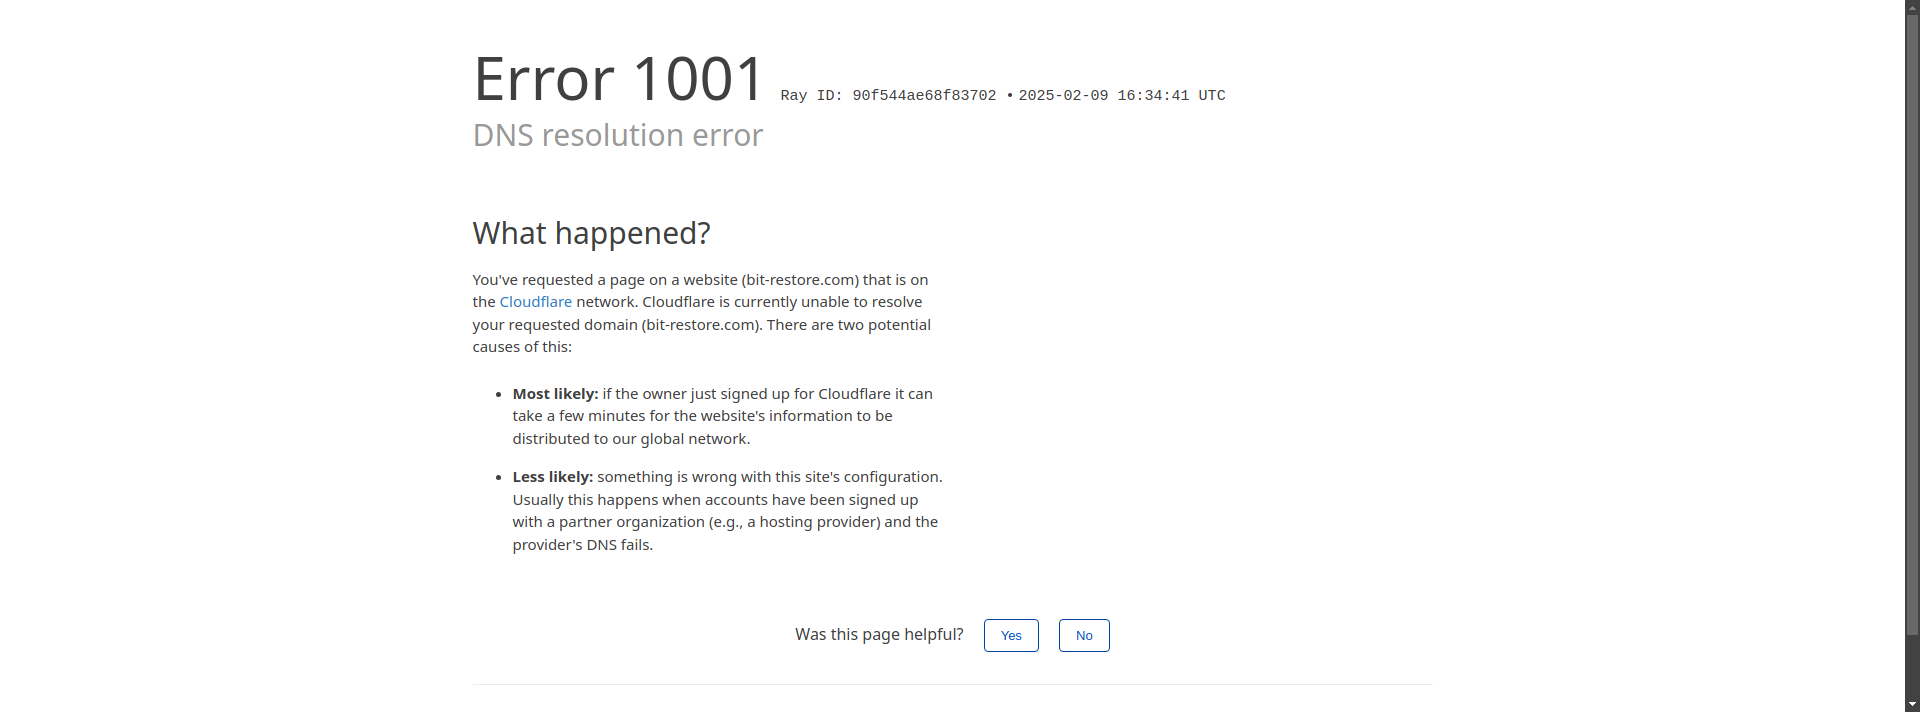 Error 1001 Ray ID: 90f544ae68f83702 • 2025-02-09 16:34:41 UTC
DNS resolution error
What happened?
You've requested a page on a website (bit-restore.com) that is on
the Cloudflare network. Cloudflare is currently unable to resolve
your requested domain (bit-restore.com). There are two potential
causes of this:
• Most likely: if the owner just signed up for Cloudflare it can
take a few minutes for the website's information to be
distributed to our global network.
• Less likely: something is wrong with this site's configuration.
Usually this happens when accounts have been signed up
with a partner organization (e.g., a hosting provider) and the
provider's DNS fails.
Was this page helpful? Yes No